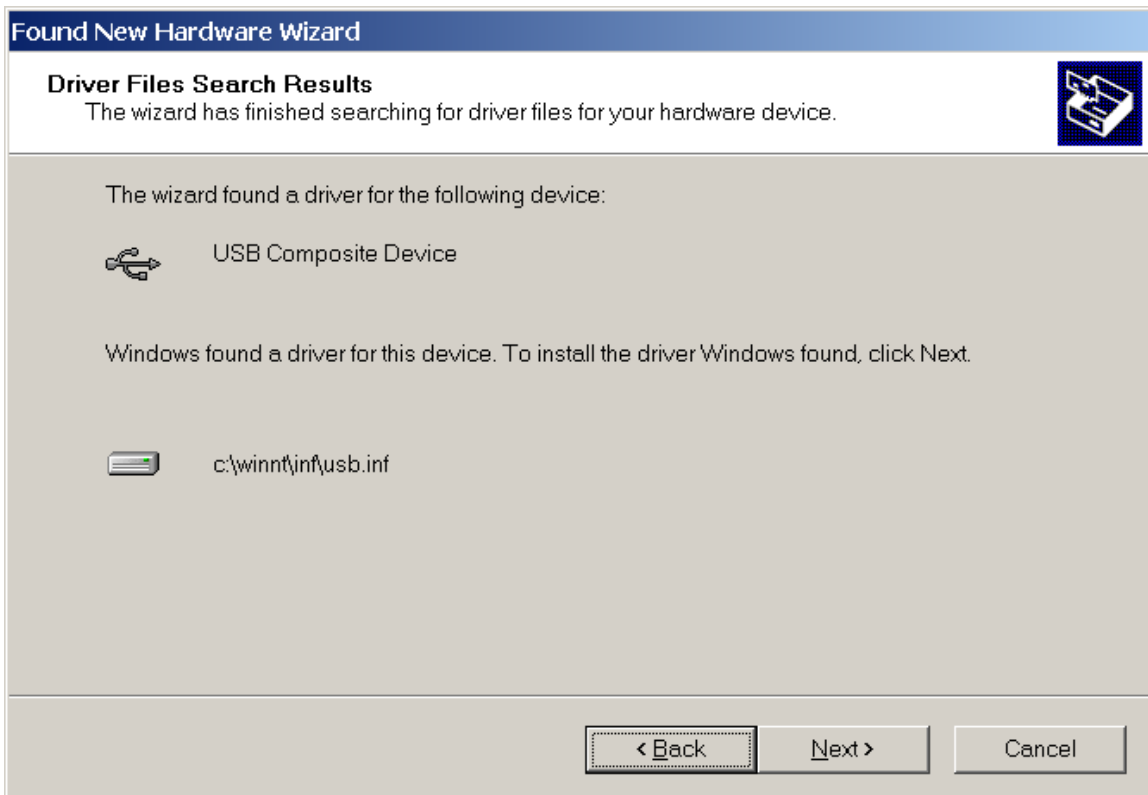 Found New Hardware Wizard
Driver Files Search Results
The wizard has finished searching for driver files for your hardware device.
The wizard found a driver for the following device:
USB Composite Device
Windows found a driver for this device. To install the driver Windows found, click Next.
c:\winnt\inf\usb.inf
< Back Next > Cancel